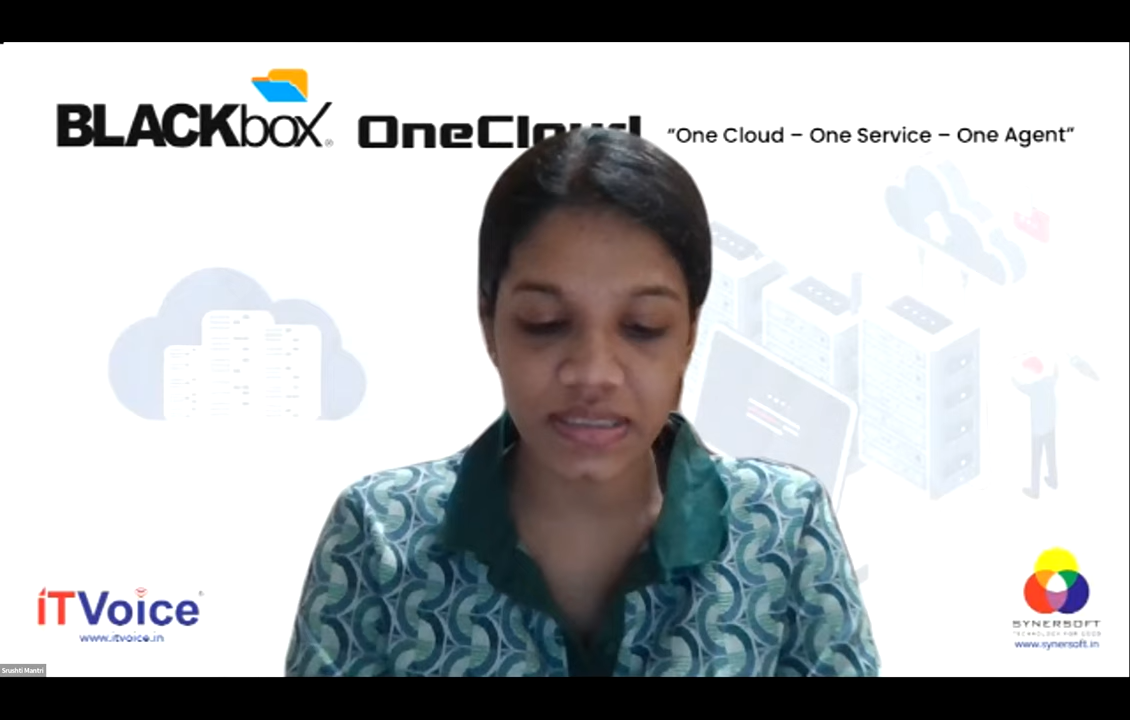 BLACKbox®
OneCloud
“One Cloud – One Service – One Agent”
iTVoice®
www.itvoice.in
SYNERSOFT
TECHNOLOGY FOR GOOD
www.synersoft.in
Srushti Mantri